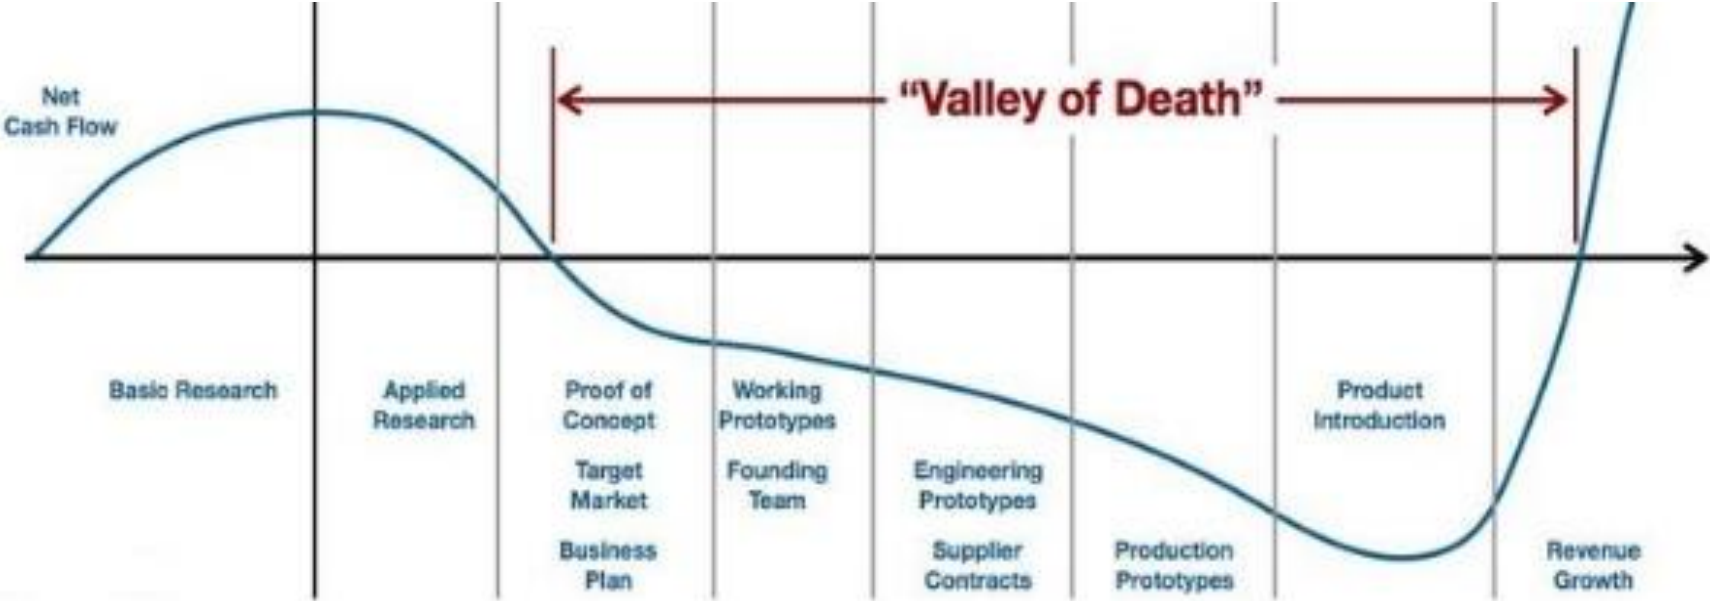 Net
Cash Flow
“Valley of Death”
Basic Research
Applied
Research
Proof of
Concept
Target
Market
Business
Plan
Working
Prototypes
Founding
Team
Engineering
Prototypes
Supplier
Contracts
Production
Prototypes
Product
Introduction
Revenue
Growth